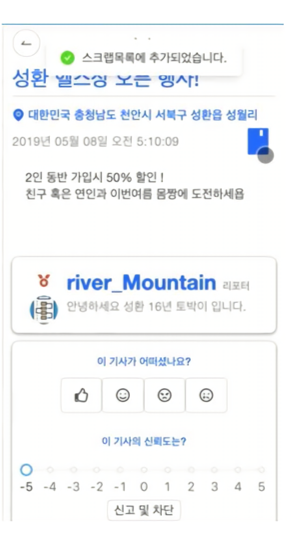 스크랩목록에 추가되었습니다.
성환 헬스장 오픈 행사!
대한민국 충청남도 천안시 서북구 성환읍 성월리
2019년 05월 08일 오전 5:10:09
2인 동반 가입시 50% 할인 !
친구 혹은 연인과 이번여름 몸짱에 도전하세욥
river_Mountain 리포터
안녕하세요 성환 16년 토박이 입니다.
이 기사가 어떠셨나요?
이 기사의 신뢰도는?
-5 -4 -3 -2 -1 0 1 2 3 4 5
신고 및 차단